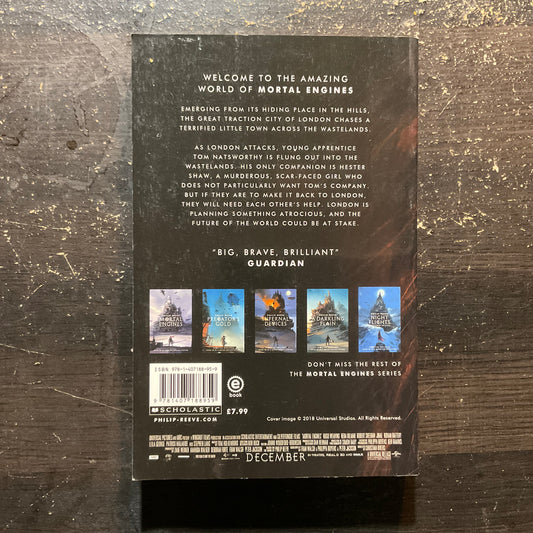 WELCOME TO THE AMAZING
WORLD OF MORTAL ENGINES
EMERGING FROM ITS HIDING PLACE IN THE HILLS,
THE GREAT TRACTION CITY OF LONDON CHASES A
TERRIFIED LITTLE TOWN ACROSS THE WASTELANDS.
AS LONDON ATTACKS, YOUNG APPRENTICE
TOM NATSWORTHY IS FLUNG OUT INTO THE
WASTELANDS. HIS ONLY COMPANION IS HESTER
SHAW, A MURDEROUS, SCAR-FACED GIRL WHO
DOES NOT PARTICULARLY WANT TOM'S COMPANY.
BUT IF THEY ARE TO MAKE IT BACK TO LONDON,
THEY WILL NEED EACH OTHER'S HELP. LONDON IS
PLANNING SOMETHING ATROCIOUS, AND THE
FUTURE OF THE WORLD COULD BE AT STAKE.
"BIG, BRAVE, BRILLIANT"
GUARDIAN
MORTAL ENGINES
PREDATOR'S GOLD
INFERNAL DEVICES
A DARKLING PLAIN
NIGHT FLIGHTS
DON'T MISS THE REST OF
THE MORTAL ENGINES SERIES
ISBN 978-1-407188-95-9
9 781407 188959
e book
SCHOLASTIC
PHILIP-REEVE.COM
£7.99
Cover image © 2018 Universal Studios. All Rights Reserved.
DECEMBER